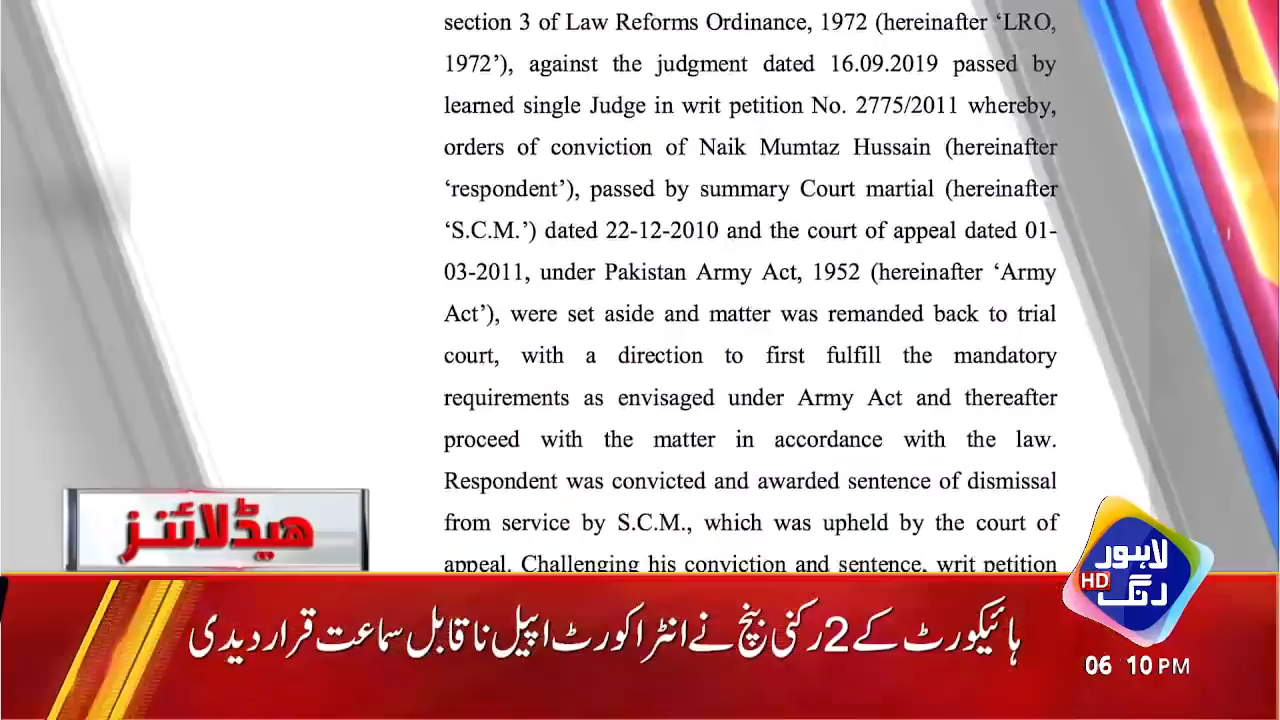 section 3 of Law Reforms Ordinance, 1972 (hereinafter ‘LRO,
1972’), against the judgment dated 16.09.2019 passed by
learned single Judge in writ petition No. 2775/2011 whereby,
orders of conviction of Naik Mumtaz Hussain (hereinafter
‘respondent’), passed by summary Court martial (hereinafter
‘S.C.M.’) dated 22-12-2010 and the court of appeal dated 01-
03-2011, under Pakistan Army Act, 1952 (hereinafter ‘Army
Act’), were set aside and matter was remanded back to trial
court, with a direction to first fulfill the mandatory
requirements as envisaged under Army Act and thereafter
proceed with the matter in accordance with the law.
Respondent was convicted and awarded sentence of dismissal
from service by S.C.M., which was upheld by the court of
appeal. Challenging his conviction and sentence, writ petition
ہیڈلائنز
لاہور
HD رنگ
ہائیکورٹ کے 2 رکنی بنچ نے انٹرا کورٹ اپیل ناقابل سماعت قرار دیدی
06 10 PM